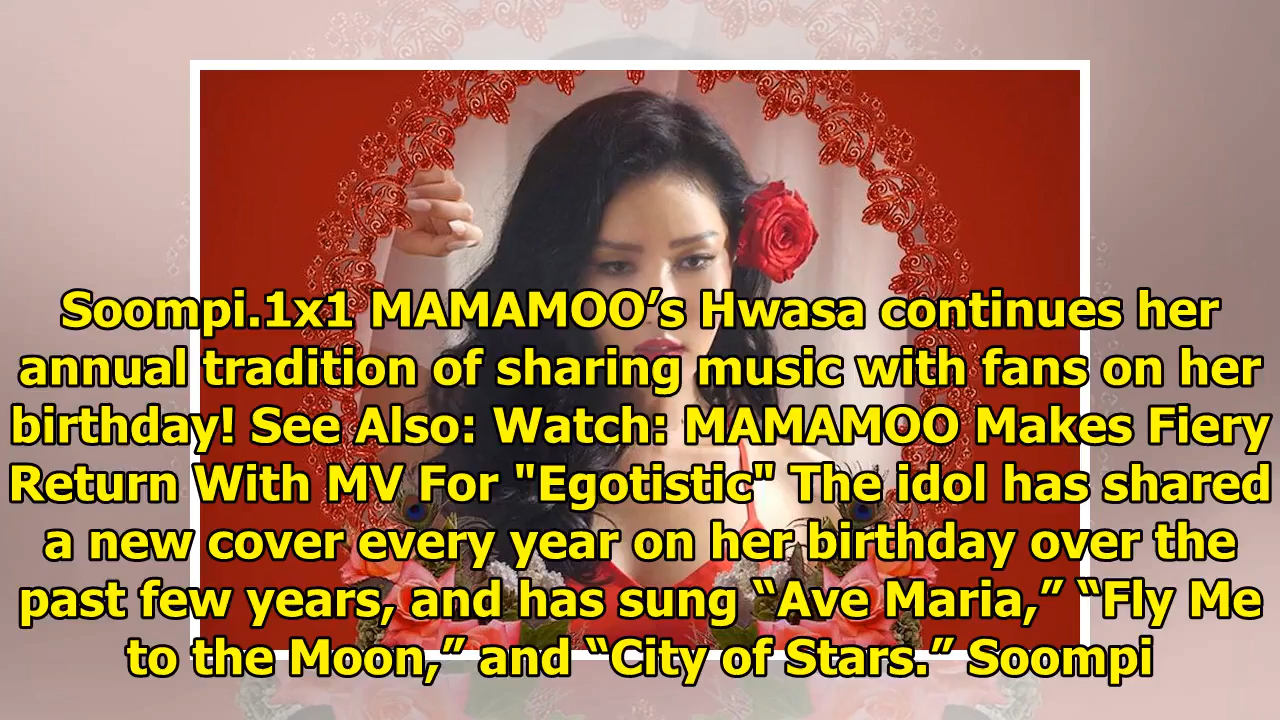 Soompi.1x1 MAMAMOO’s Hwasa continues her
annual tradition of sharing music with fans on her
birthday! See Also: Watch: MAMAMOO Makes Fiery
Return With MV For "Egotistic" The idol has shared
a new cover every year on her birthday over the
past few years, and has sung “Ave Maria,” “Fly Me
to the Moon,” and “City of Stars.” Soompi